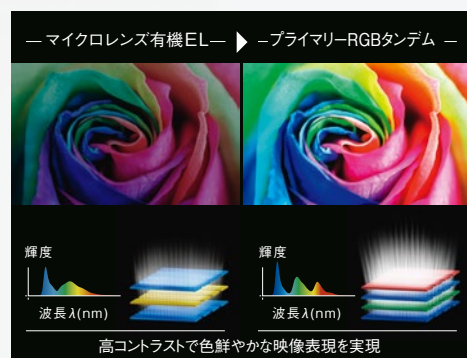 マイクロレンズ有機EL
プライマリーRGBタンデム
輝度
波長λ(nm)
輝度
波長λ(nm)
高コントラストで色鮮やかな映像表現を実現